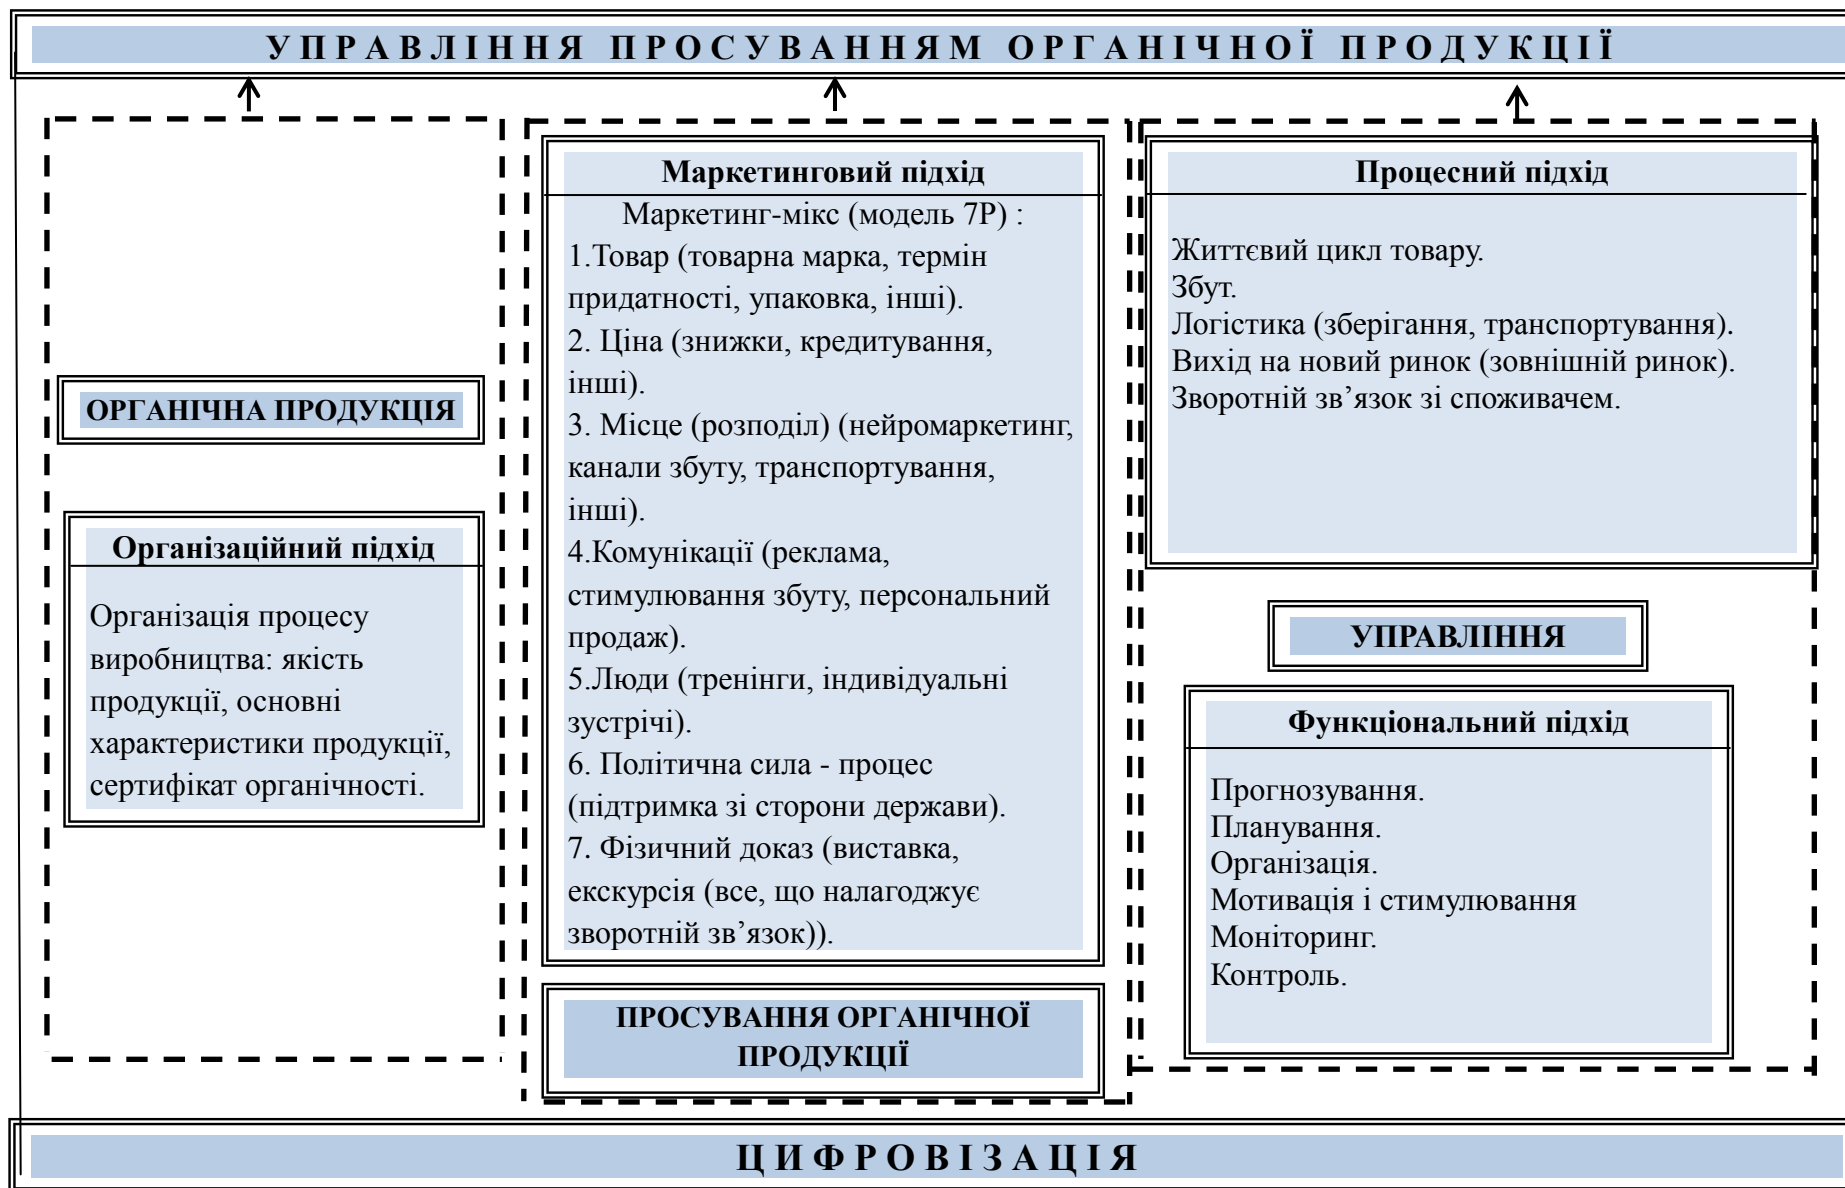 УПРАВЛІННЯ ПРОСУВАННЯМ ОРГАНІЧНОЇ ПРОДУКЦІЇ
ОРГАНІЧНА ПРОДУКЦІЯ
Організаційний підхід
Організація процесу
виробництва: якість
продукції, основні
характеристики продукції,
сертифікат органічності.
Маркетинговий підхід
Маркетинг-мікс (модель 7Р) :
1.Товар (товарна марка, термін
придатності, упаковка, інші).
2. Ціна (знижки, кредитування,
інші).
3. Місце (розподіл) (нейромаркетинг,
канали збуту, транспортування,
інші).
4.Комунікації (реклама,
стимулювання збуту, персональний
продаж).
5.Люди (тренінги, індивідуальні
зустрічі).
6. Політична сила - процес
(підтримка зі сторони держави).
7. Фізичний доказ (виставка,
екскурсія (все, що налагоджує
зворотній зв’язок)).
ПРОСУВАННЯ ОРГАНІЧНОЇ
ПРОДУКЦІЇ
Процесний підхід
Життєвий цикл товару.
Збут.
Логістика (зберігання, транспортування).
Вихід на новий ринок (зовнішній ринок).
Зворотній зв’язок зі споживачем.
УПРАВЛІННЯ
Функціональний підхід
Прогнозування.
Планування.
Організація.
Мотивація і стимулювання
Моніторинг.
Контроль.
ЦИФРОВІЗАЦІЯ